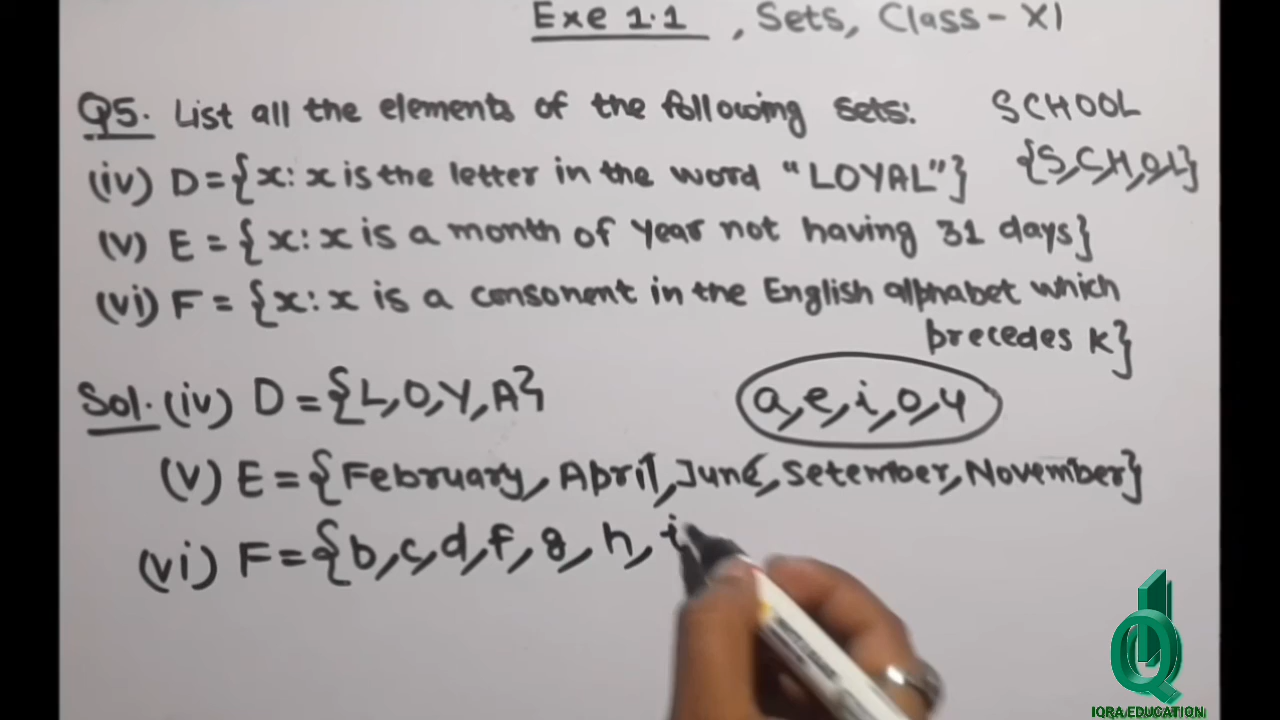 Exe 1.1 , Sets, Class - XI
Q5. List all the elements of the following sets:
SCHOOL
(iv) D = {x: x is the letter in the word "LOYAL"}
{S,C,H,O,L}
(v) E = {x: x is a month of year not having 31 days}
(vi) F = {x: x is a consonent in the English alphabet which
precedes K}
Sol. (iv) D = {L, O, Y, A}
a, e, i, o, u
(v) E = {February, April, June, Setember, November}
(vi) F = {b, c, d, f, g, h,
IQRA EDUCATION